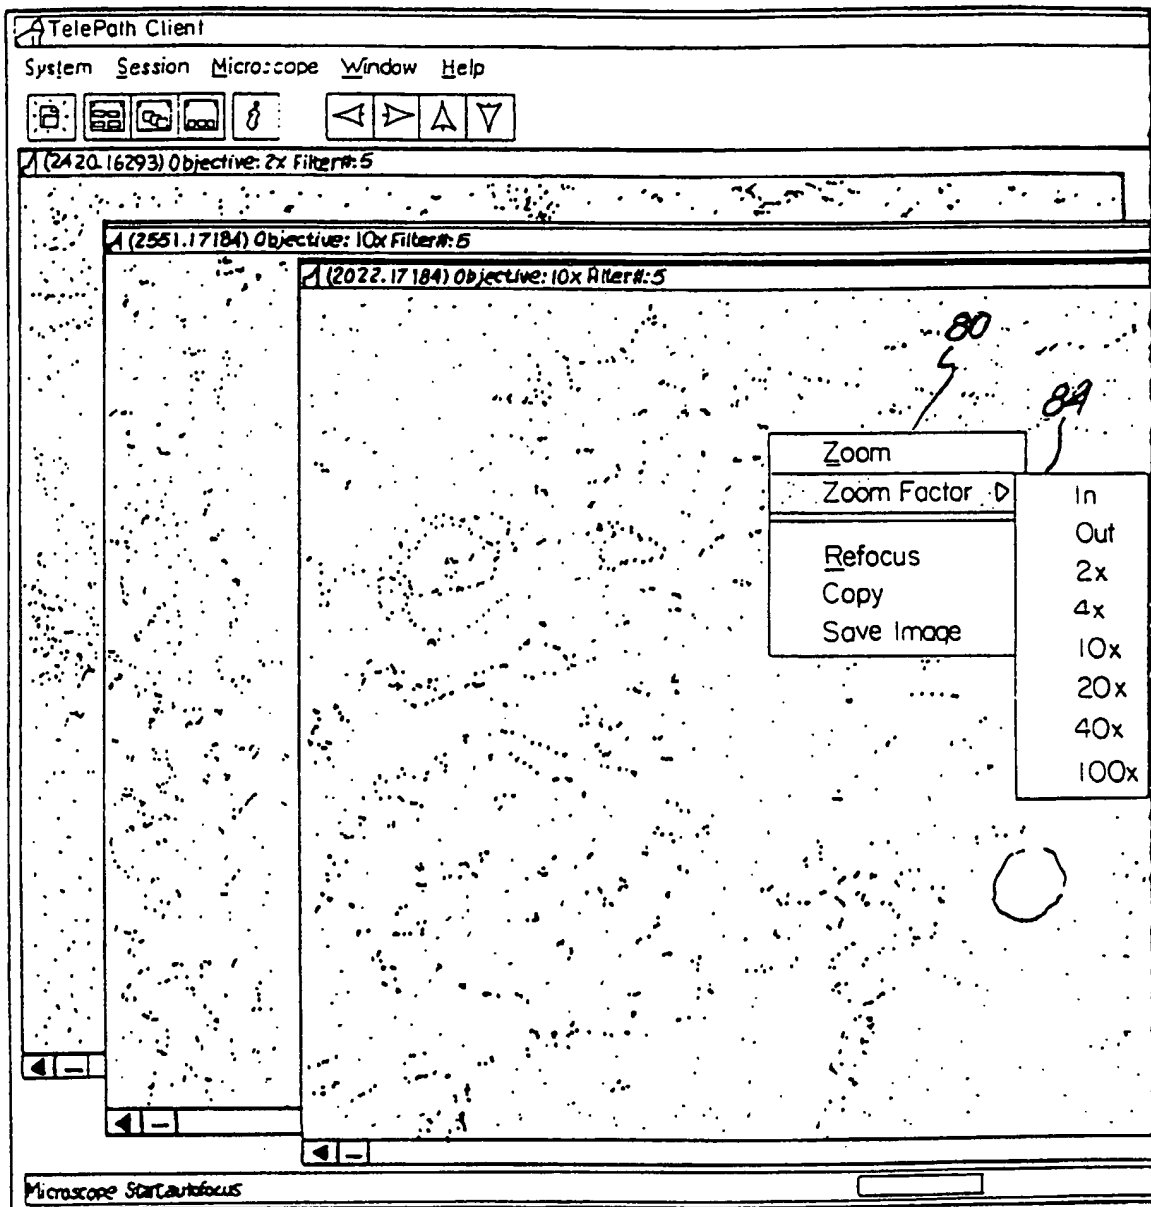 TelePath Client
System Session Microscope Window Help
(2420.16293) Objective: 2x Filter#: 5
(2551.17184) Objective: 10x Filter#: 5
(2022.17184) Objective: 10x Filter#: 5
80
84
Zoom
Zoom Factor
Refocus
Copy
Save Image
In
Out
2x
4x
10x
20x
40x
100x
Microscope Start autofocus